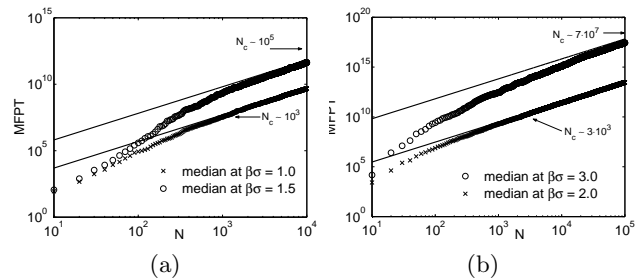 10^15
10^10
10^5
10^0
MFPT
N_c ~ 10^5
N_c ~ 10^3
× median at βσ = 1.0
○ median at βσ = 1.5
10^1 10^2 10^3 10^4
N
(a)
10^20
10^15
10^10
10^5
10^0
MFPT
N_c ~ 7·10^7
N_c ~ 3·10^3
○ median at βσ = 3.0
× median at βσ = 2.0
10^1 10^2 10^3 10^4 10^5
N
(b)